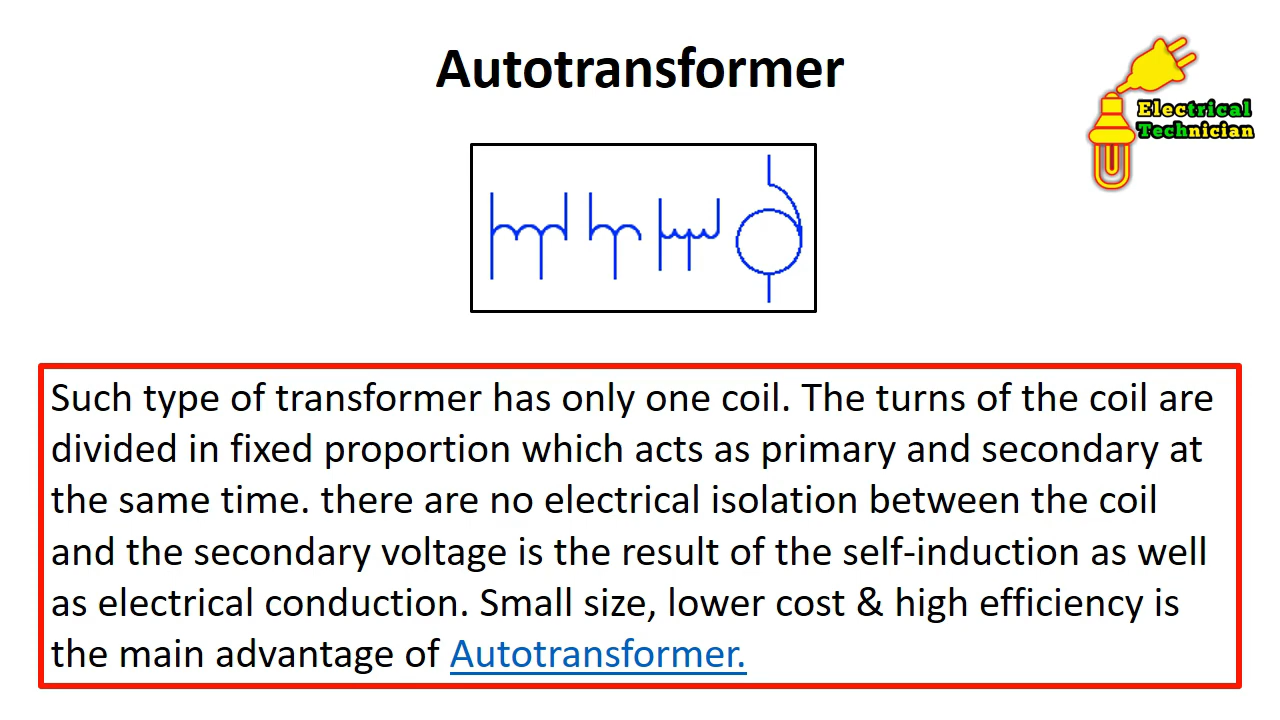 Autotransformer
Electrical
Technician
Such type of transformer has only one coil. The turns of the coil are
divided in fixed proportion which acts as primary and secondary at
the same time. there are no electrical isolation between the coil
and the secondary voltage is the result of the self-induction as well
as electrical conduction. Small size, lower cost & high efficiency is
the main advantage of Autotransformer.